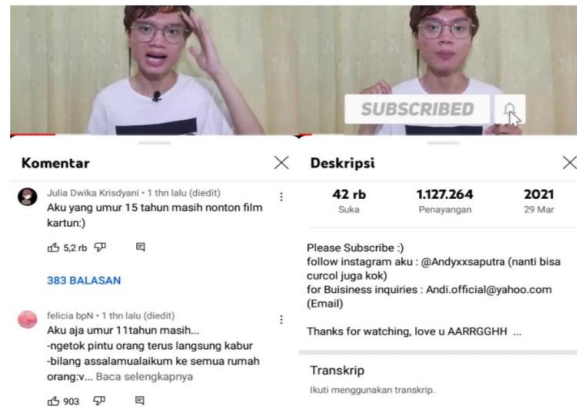 SUBSCRIBED
Komentar
Julia Dwika Krisdyani • 1 thn lalu (diedit)
Aku yang umur 15 tahun masih nonton film
kartun:)
5,2 rb
383 BALASAN
felicia bpN • 1 thn lalu (diedit)
Aku aja umur 11tahun masih...
-ngetok pintu orang terus langsung kabur
-bilang assalamualaikum ke semua rumah
orang:v... Baca selengkapnya
903
Deskripsi
42 rb
Suka
1.127.264
Penayangan
2021
29 Mar
Please Subscribe :)
follow instagram aku : @Andyxxsaputra (nanti bisa
curcol juga kok)
for Buisiness inquiries : Andi.official@yahoo.com
(Email)
Thanks for watching, love u AARRGGHH ...
Transkrip
Ikuti menggunakan transkrip.